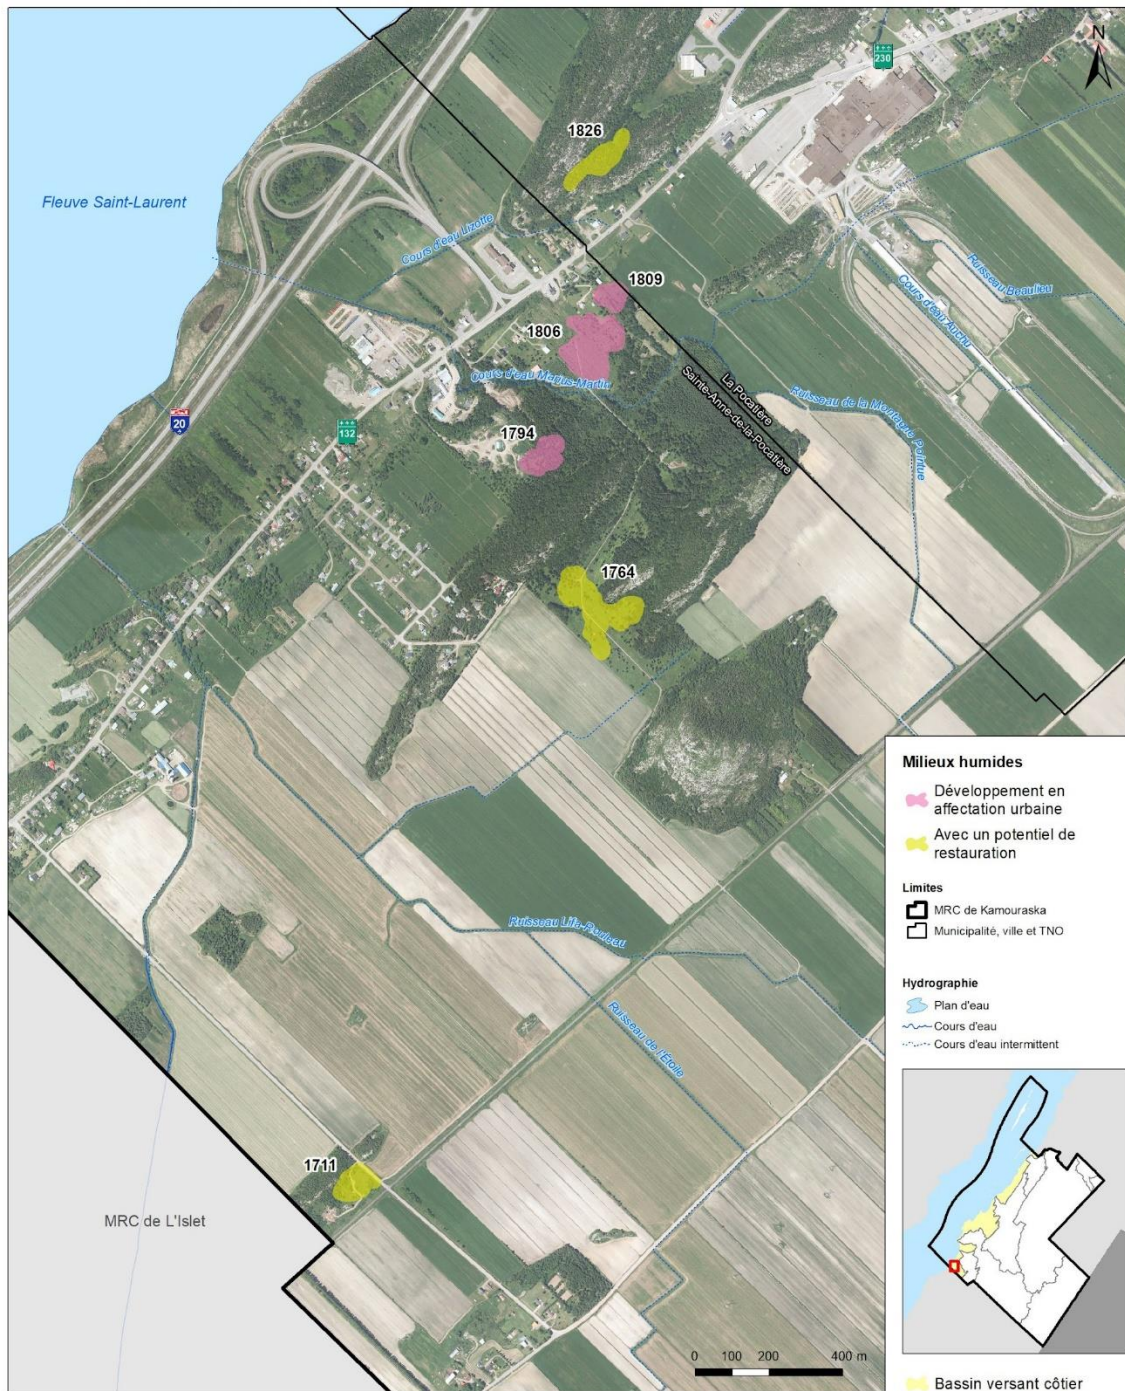 N
230
1826
Fleuve Saint-Laurent
Cours d'eau Lizotte
1809
Ruisseau Beaulieu
1806
Cours d'eau Auchu
Cours d'eau Magus-Martin
La Pocatière
Sainte-Anne-de-la-Pocatière
Ruisseau de la Montagne Pointue
20
132
1794
1764
Ruisseau Lifa-Rouleau
Ruisseau de l'Étoile
1711
MRC de L'Islet
0 100 200 400 m
Milieux humides
Développement en
affectation urbaine
Avec un potentiel de
restauration
Limites
MRC de Kamouraska
Municipalité, ville et TNO
Hydrographie
Plan d'eau
Cours d'eau
Cours d'eau intermittent
Bassin versant côtier